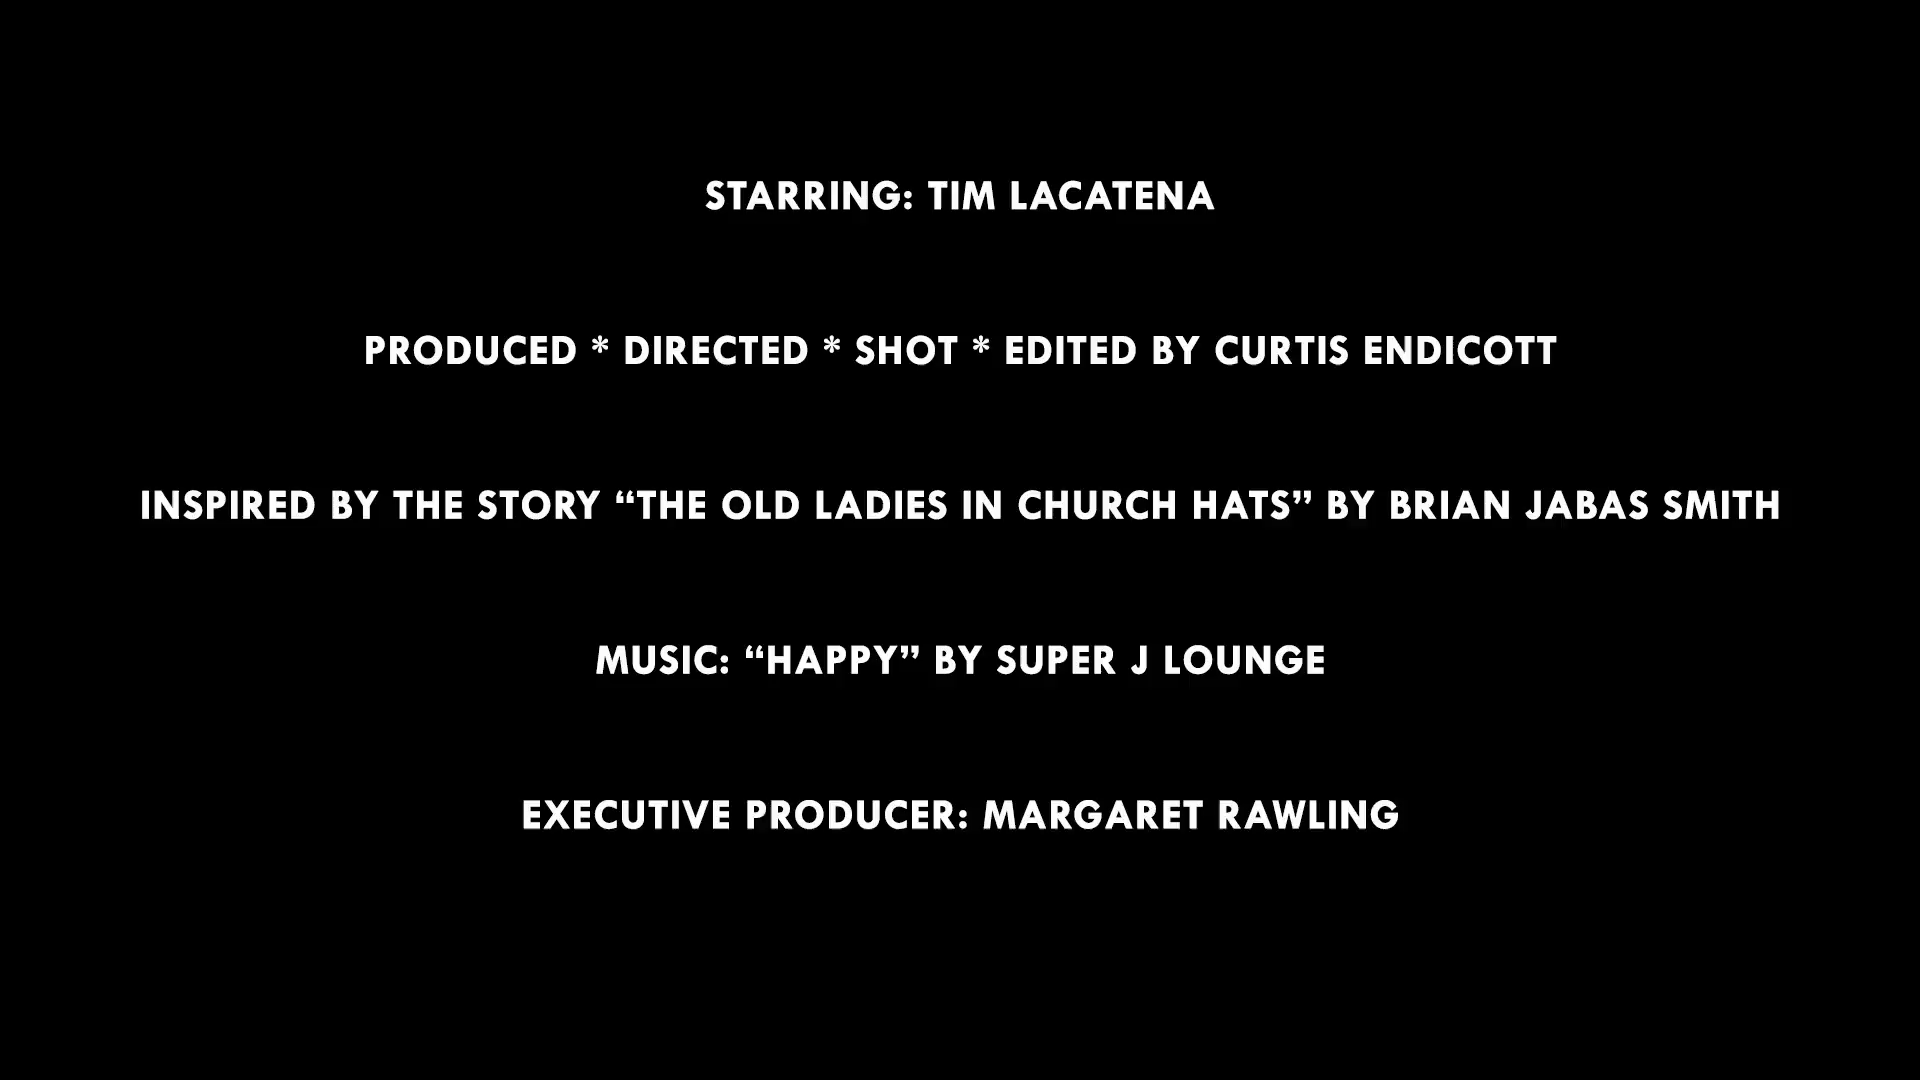 STARRING: TIM LACATENA
PRODUCED * DIRECTED * SHOT * EDITED BY CURTIS ENDICOTT
INSPIRED BY THE STORY “THE OLD LADIES IN CHURCH HATS” BY BRIAN JABAS SMITH
MUSIC: “HAPPY” BY SUPER J LOUNGE
EXECUTIVE PRODUCER: MARGARET RAWLING